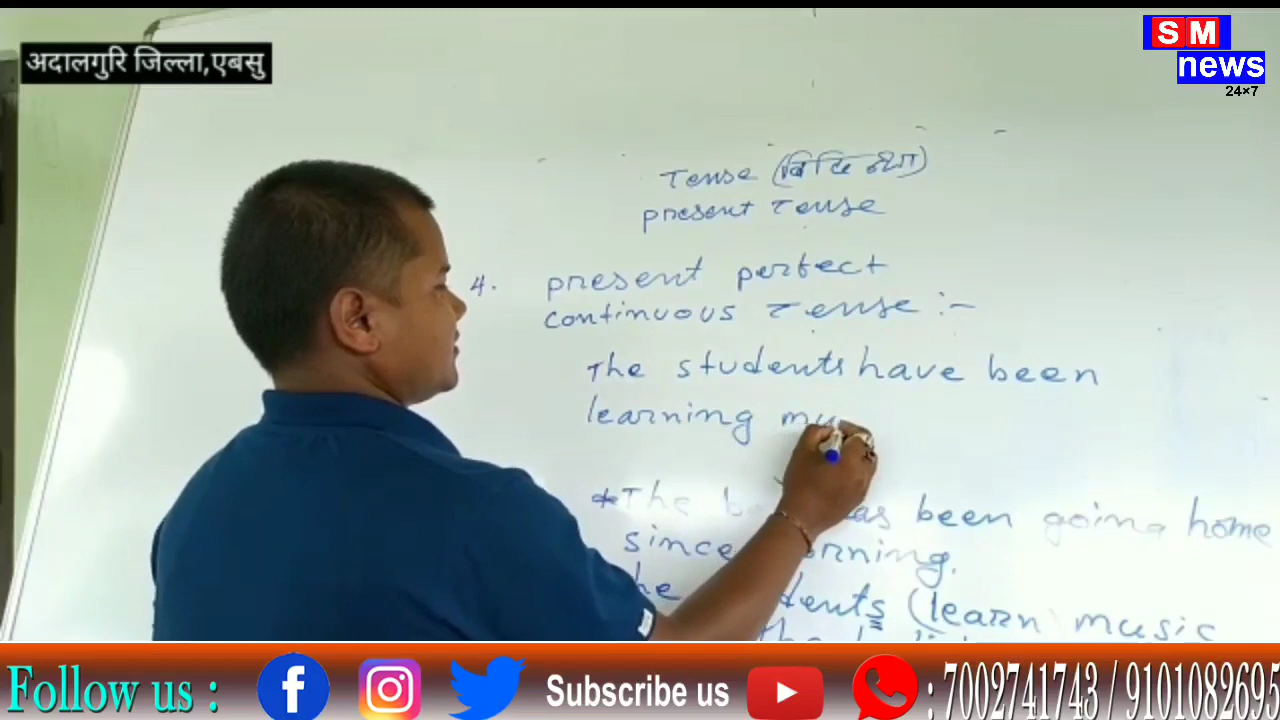 अदालगुरि जिल्ला,एबसु
S M
news
24×7
Tense
present Tense
4. present perfect
continuous Tense :-
The students have been
learning mu
*The been going home
since
(learn music
Follow us :
Subscribe us
: 7002741743 / 9101082695